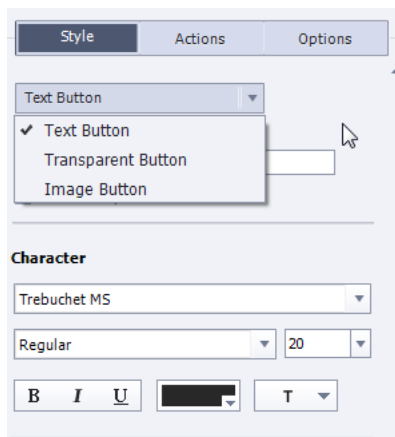 Style Actions Options
Text Button
✔ Text Button
Transparent Button
Image Button
Character
Trebuchet MS
Regular 20
B I U T